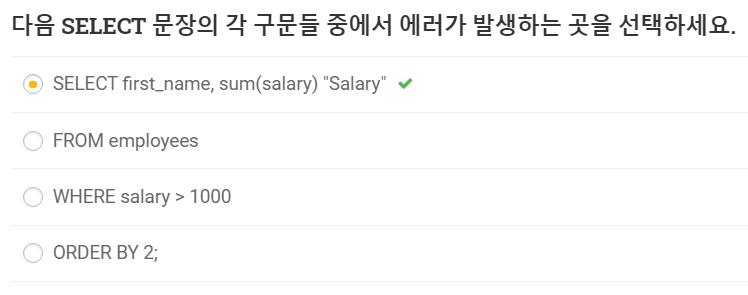 다음 SELECT 문장의 각 구문들 중에서 에러가 발생하는 곳을 선택하세요.
SELECT first_name, sum(salary) "Salary"
FROM employees
WHERE salary > 1000
ORDER BY 2;